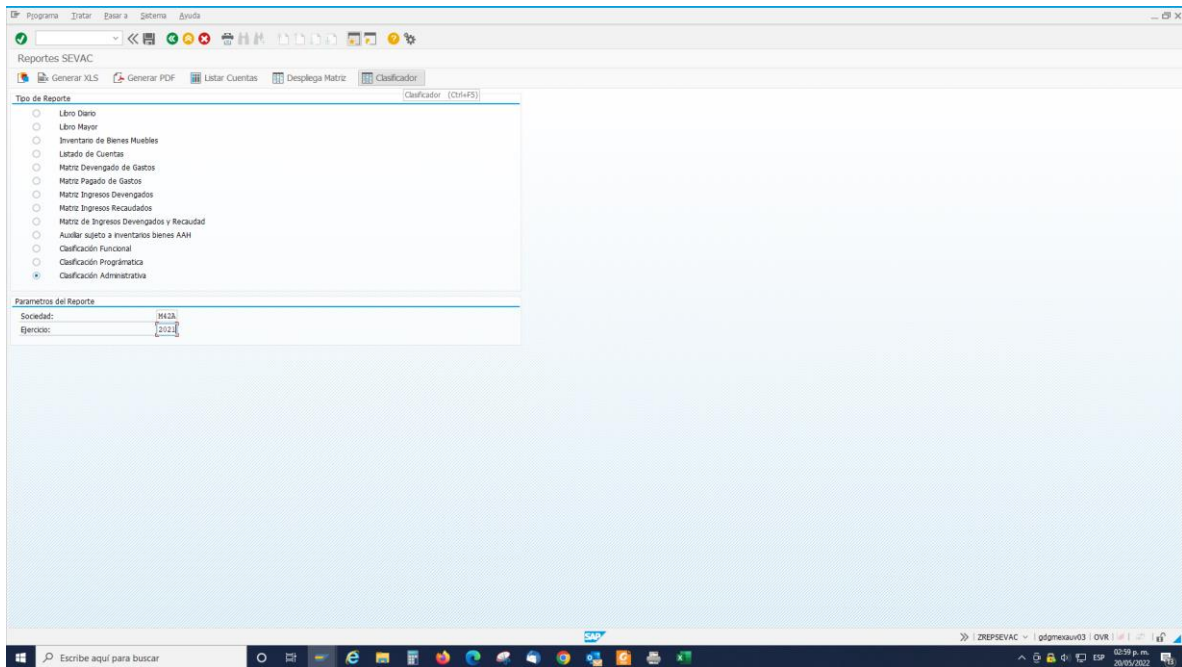 Programa Tratar Pasar a Sistema Ayuda
Reportes SEVAC
Generar XLS Generar PDF Listar Cuentas Despliega Matriz Clasificador
Clasificador (Ctrl+F5)
Tipo de Reporte
Libro Diario
Libro Mayor
Inventario de Bienes Muebles
Listado de Cuentas
Matriz Devengado de Gastos
Matriz Pagado de Gastos
Matriz Ingresos Devengados
Matriz Ingresos Recaudados
Matriz de Ingresos Devengados y Recaudad
Auxiliar sujeto a inventarios bienes AAH
Clasificación Funcional
Clasificación Prográmatica
Clasificación Administrativa
Parametros del Reporte
Sociedad: M42A
Ejercicio: 2021
SAP
ZREPSEVAC gdgmexauv03 OVR
Escribe aquí para buscar
ESP 02:59 p. m.
20/05/2022